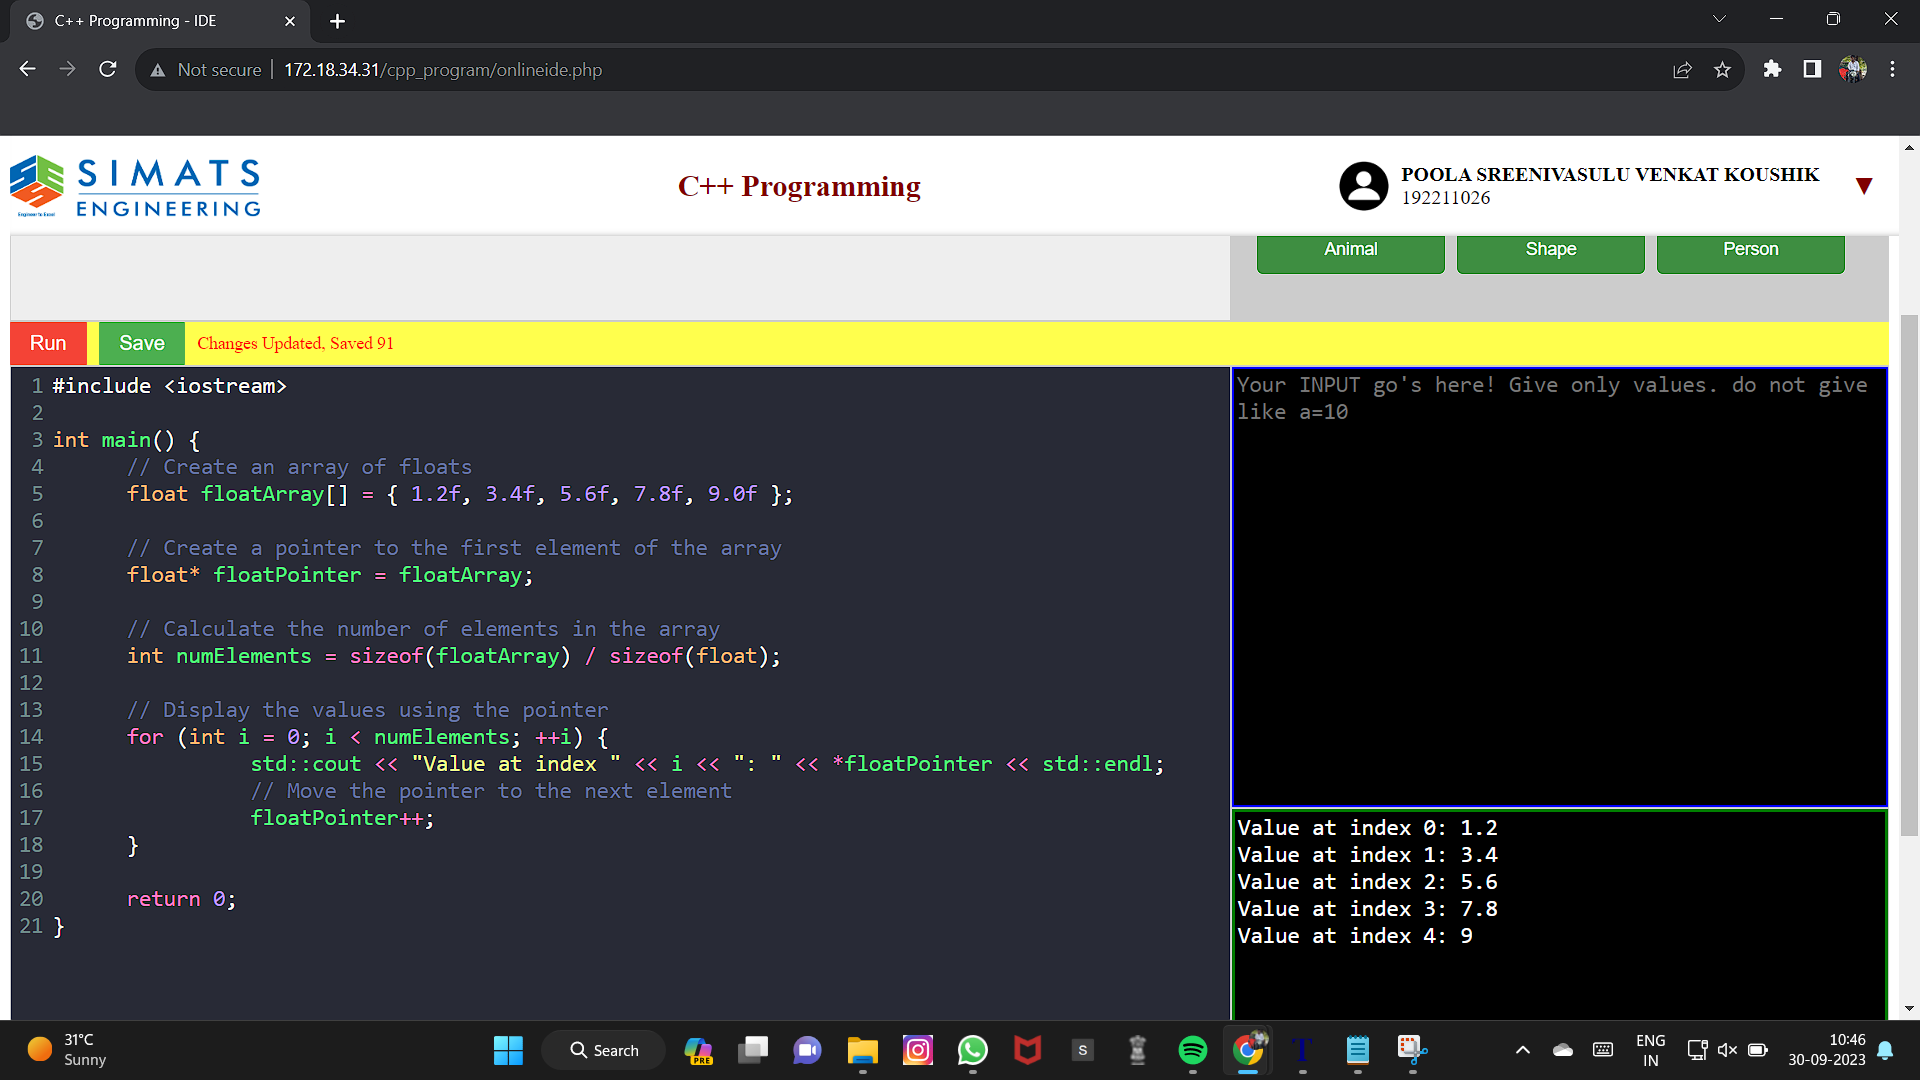 C++ Programming - IDE
Not secure
172.18.34.31/cpp_program/onlineide.php
SIMATS
ENGINEERING
Engineer to Excel
C++ Programming
POOLA SREENIVASULU VENKAT KOUSHIK
192211026
Animal
Shape
Person
Run
Save
Changes Updated, Saved 91
1 #include <iostream>
2
3 int main() {
4 // Create an array of floats
5 float floatArray[] = { 1.2f, 3.4f, 5.6f, 7.8f, 9.0f };
6
7 // Create a pointer to the first element of the array
8 float* floatPointer = floatArray;
9
10 // Calculate the number of elements in the array
11 int numElements = sizeof(floatArray) / sizeof(float);
12
13 // Display the values using the pointer
14 for (int i = 0; i < numElements; ++i) {
15 std::cout << "Value at index " << i << ": " << *floatPointer << std::endl;
16 // Move the pointer to the next element
17 floatPointer++;
18 }
19
20 return 0;
21 }
Your INPUT go's here! Give only values. do not give
like a=10
Value at index 0: 1.2
Value at index 1: 3.4
Value at index 2: 5.6
Value at index 3: 7.8
Value at index 4: 9
31°C
Sunny
Search
PRE
S
T
ENG
IN
10:46
30-09-2023